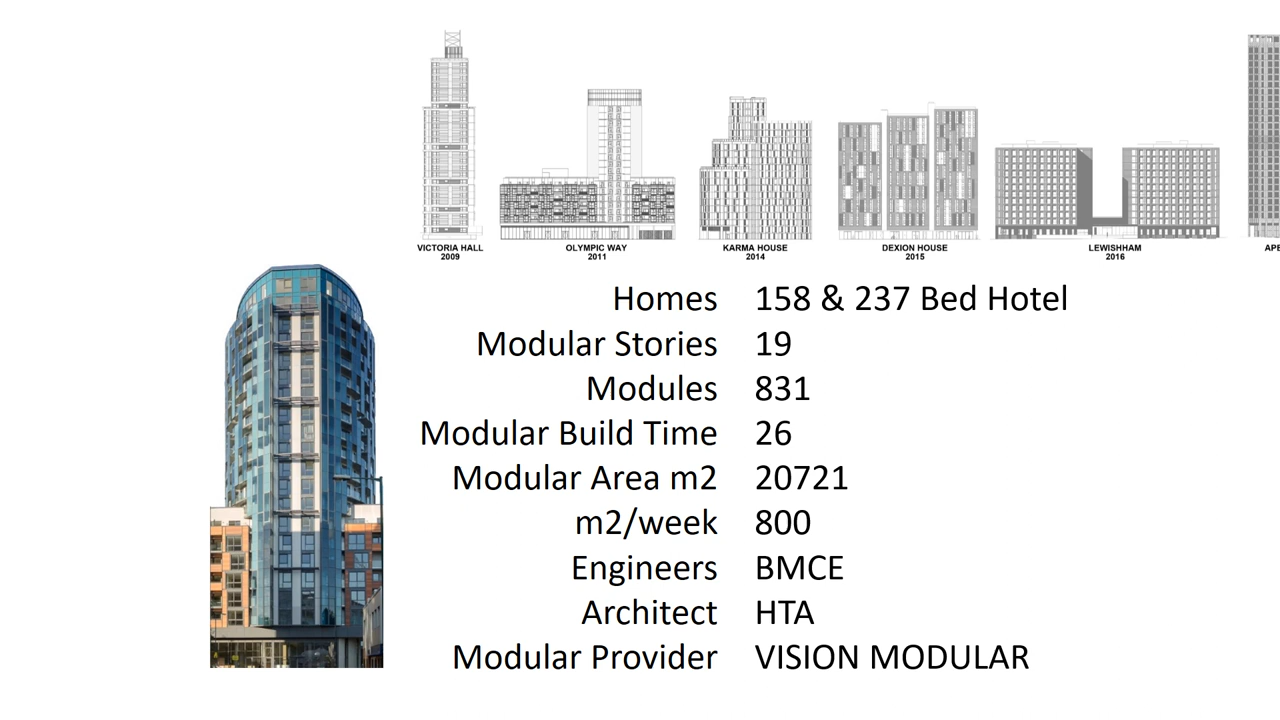 VICTORIA HALL
2009
OLYMPIC WAY
2011
KARMA HOUSE
2014
DEXION HOUSE
2015
LEWISHHAM
2016
APE
Homes 158 & 237 Bed Hotel
Modular Stories 19
Modules 831
Modular Build Time 26
Modular Area m2 20721
m2/week 800
Engineers BMCE
Architect HTA
Modular Provider VISION MODULAR